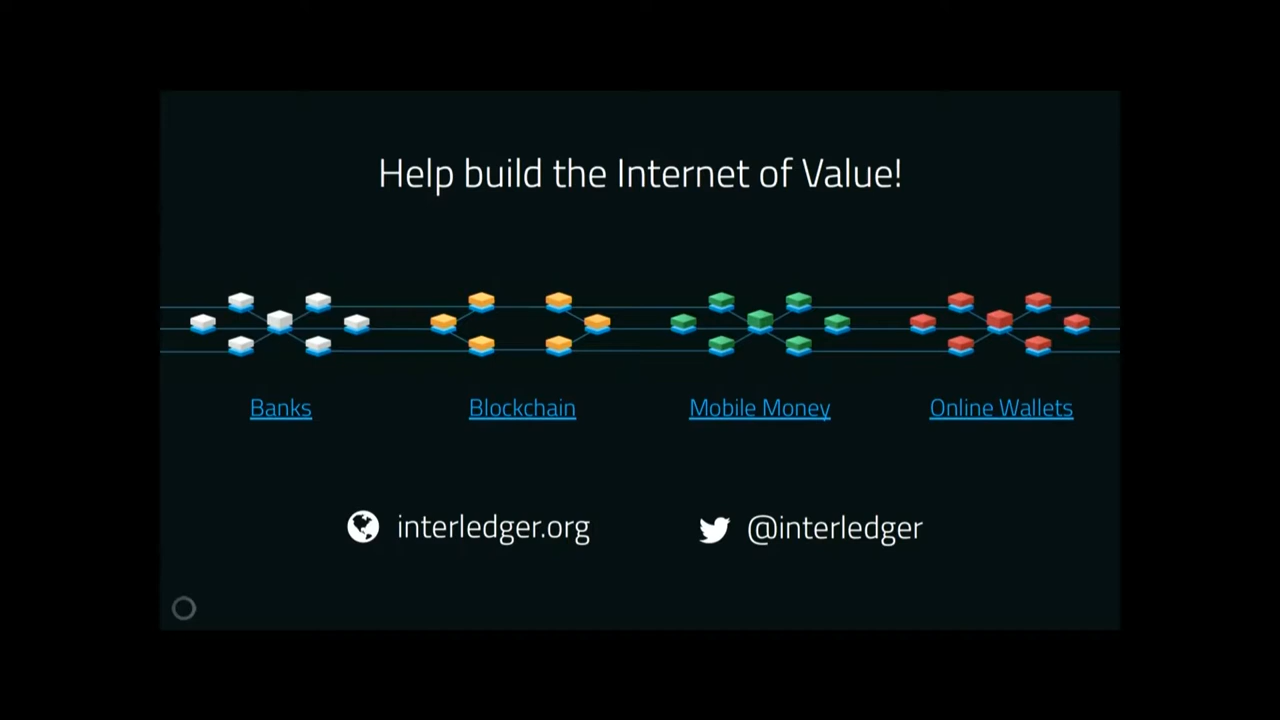 Help build the Internet of Value!
Banks
Blockchain
Mobile Money
Online Wallets
interledger.org
@interledger